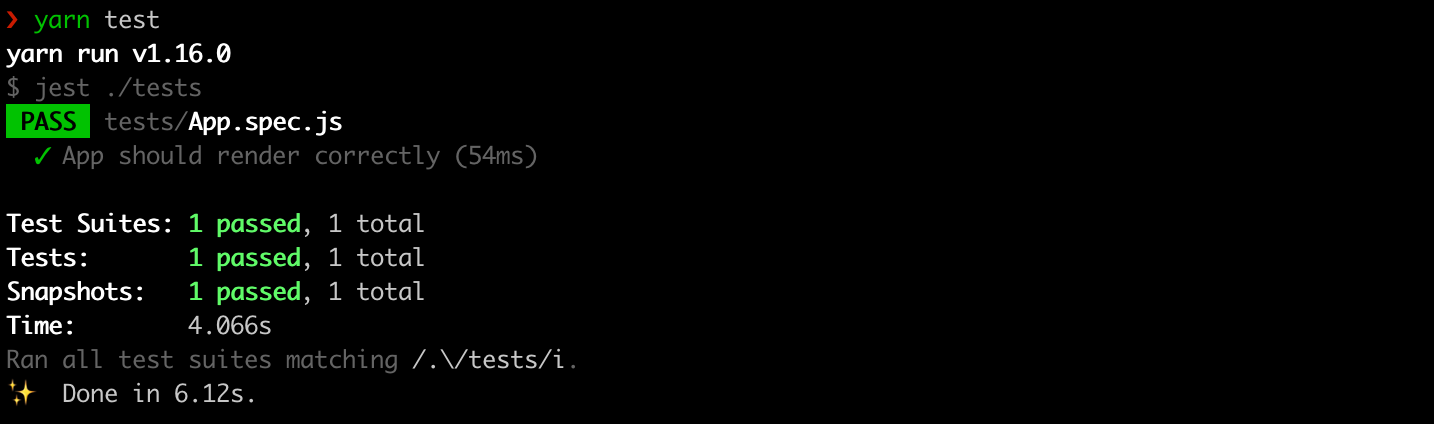 ❯ yarn test
yarn run v1.16.0
$ jest ./tests
PASS tests/App.spec.js
✓ App should render correctly (54ms)
Test Suites: 1 passed, 1 total
Tests: 1 passed, 1 total
Snapshots: 1 passed, 1 total
Time: 4.066s
Ran all test suites matching /.\/tests/i.
✨ Done in 6.12s.